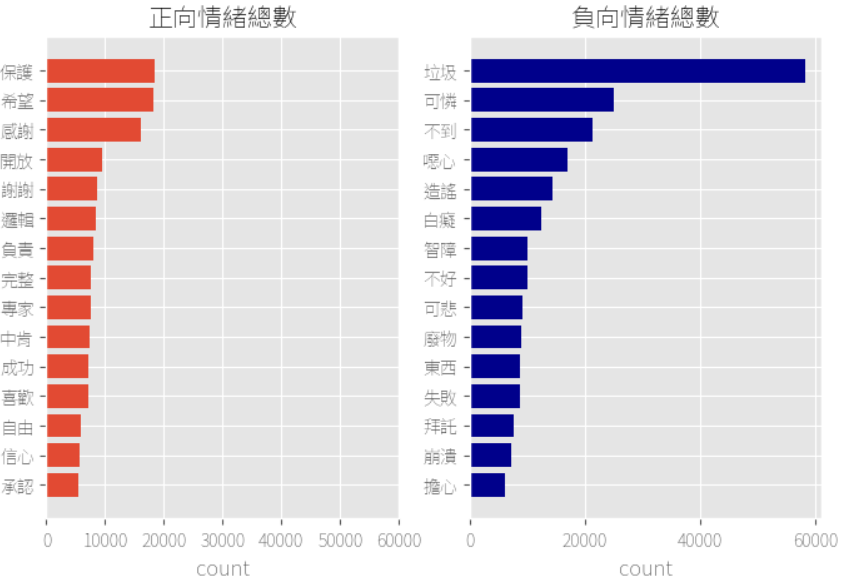 正向情緒總數
保護
希望
感謝
開放
謝謝
邏輯
負責
完整
專家
中肯
成功
喜歡
自由
信心
承認
0 10000 20000 30000 40000 50000 60000
count
負向情緒總數
垃圾
可憐
不到
噁心
造謠
白癡
智障
不好
可悲
廢物
東西
失敗
拜託
崩潰
擔心
0 20000 40000 60000
count